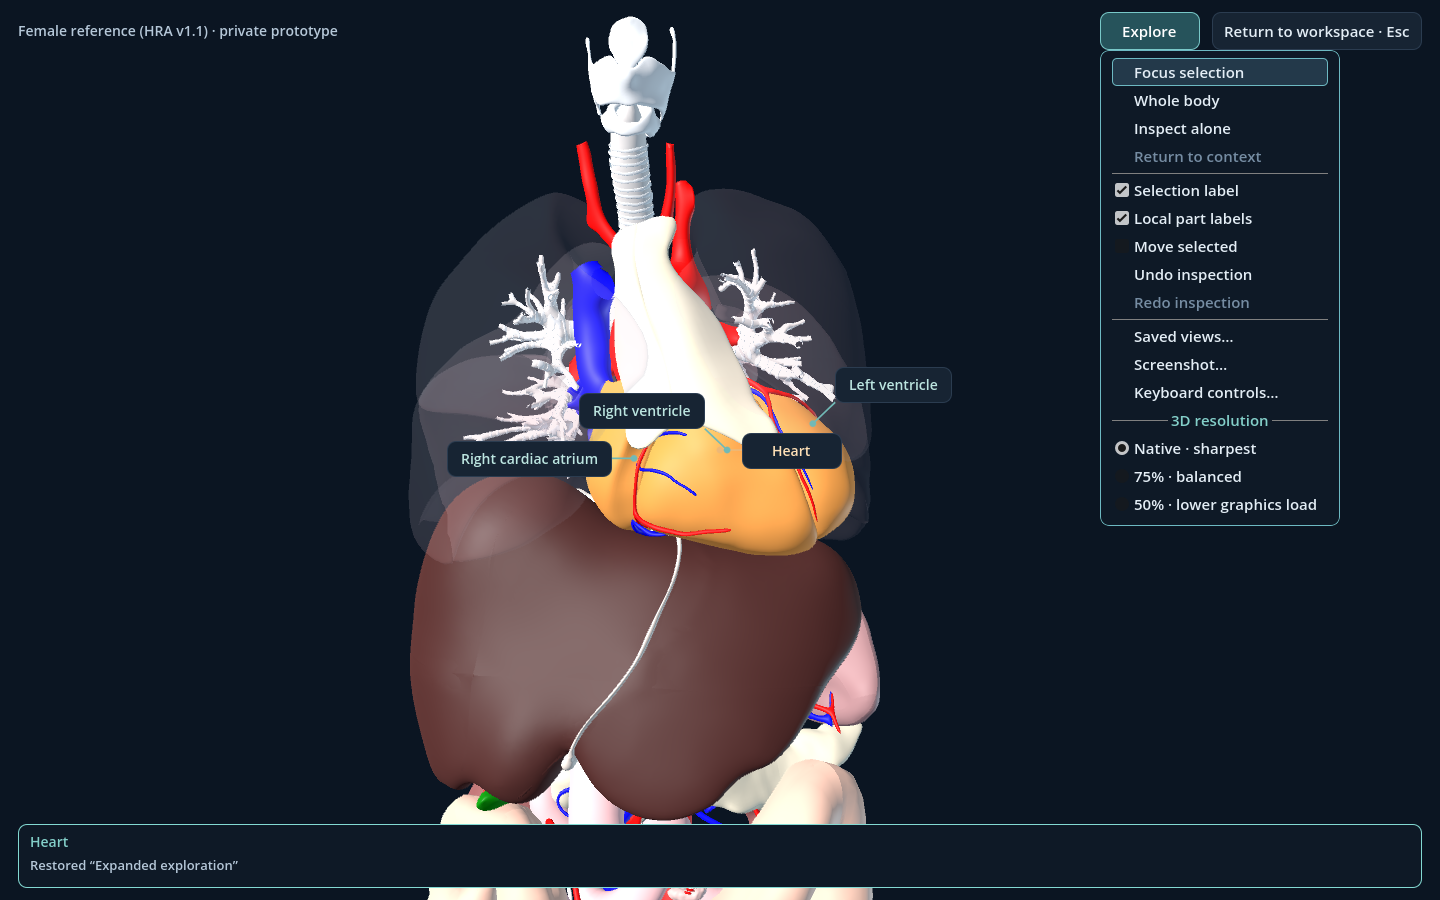 Female reference (HRA v1.1) · private prototype
Explore
Return to workspace · Esc
Focus selection
Whole body
Inspect alone
Return to context
Selection label
Local part labels
Move selected
Undo inspection
Redo inspection
Saved views...
Screenshot...
Keyboard controls...
3D resolution
Native · sharpest
75% · balanced
50% · lower graphics load
Left ventricle
Right ventricle
Heart
Right cardiac atrium
Heart
Restored “Expanded exploration”